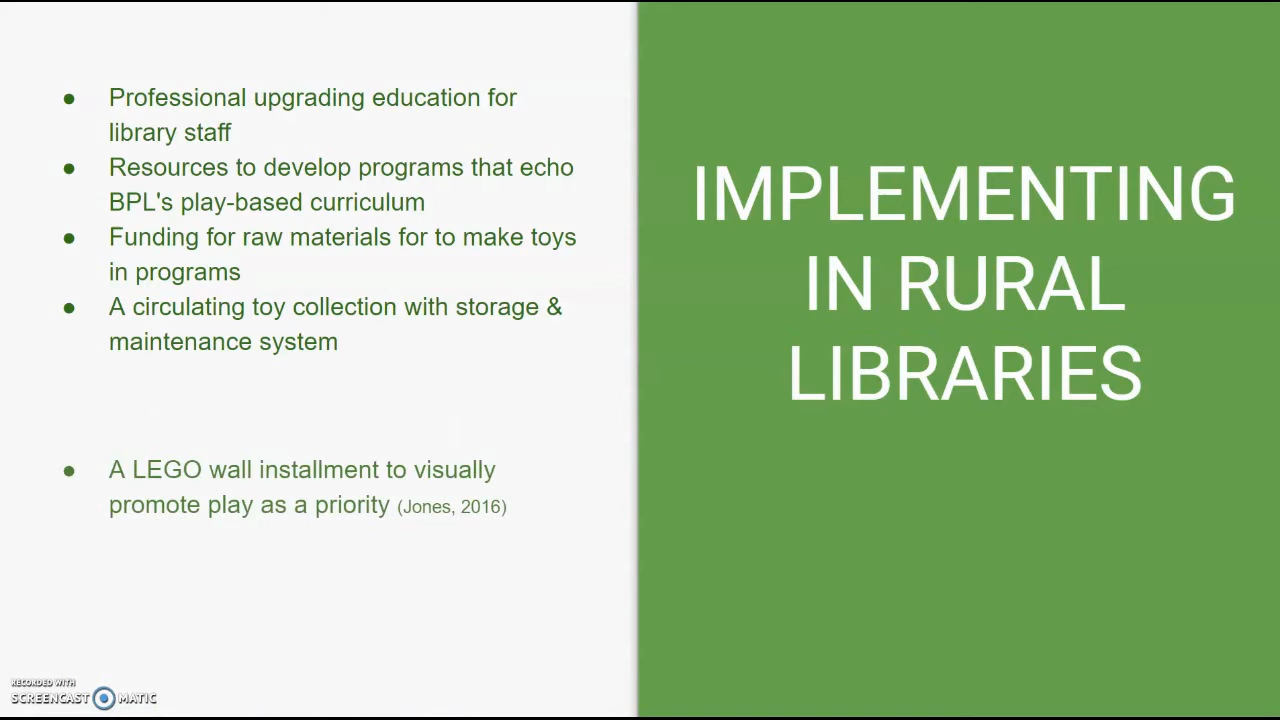 ● Professional upgrading education for
library staff
● Resources to develop programs that echo
BPL's play-based curriculum
● Funding for raw materials for to make toys
in programs
● A circulating toy collection with storage &
maintenance system
● A LEGO wall installment to visually
promote play as a priority (Jones, 2016)
IMPLEMENTING
IN RURAL
LIBRARIES
RECORDED WITH
SCREENCAST MATIC